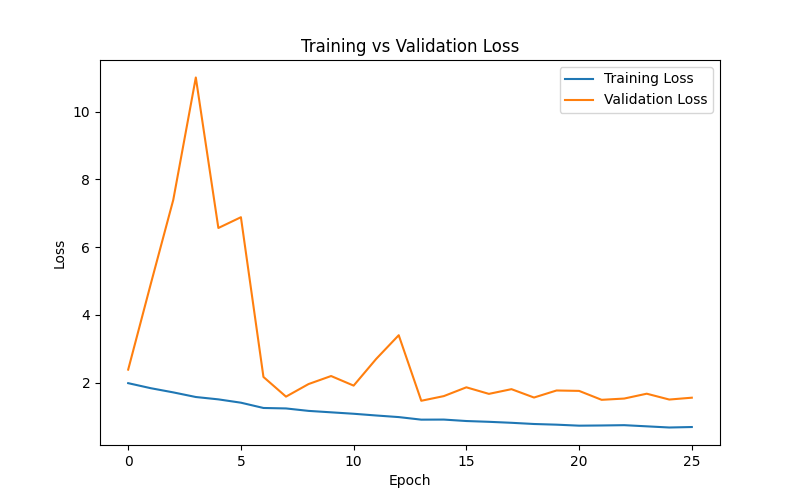 Training vs Validation Loss
Training Loss
Validation Loss
10
8
6
4
2
Loss
0 5 10 15 20 25
Epoch